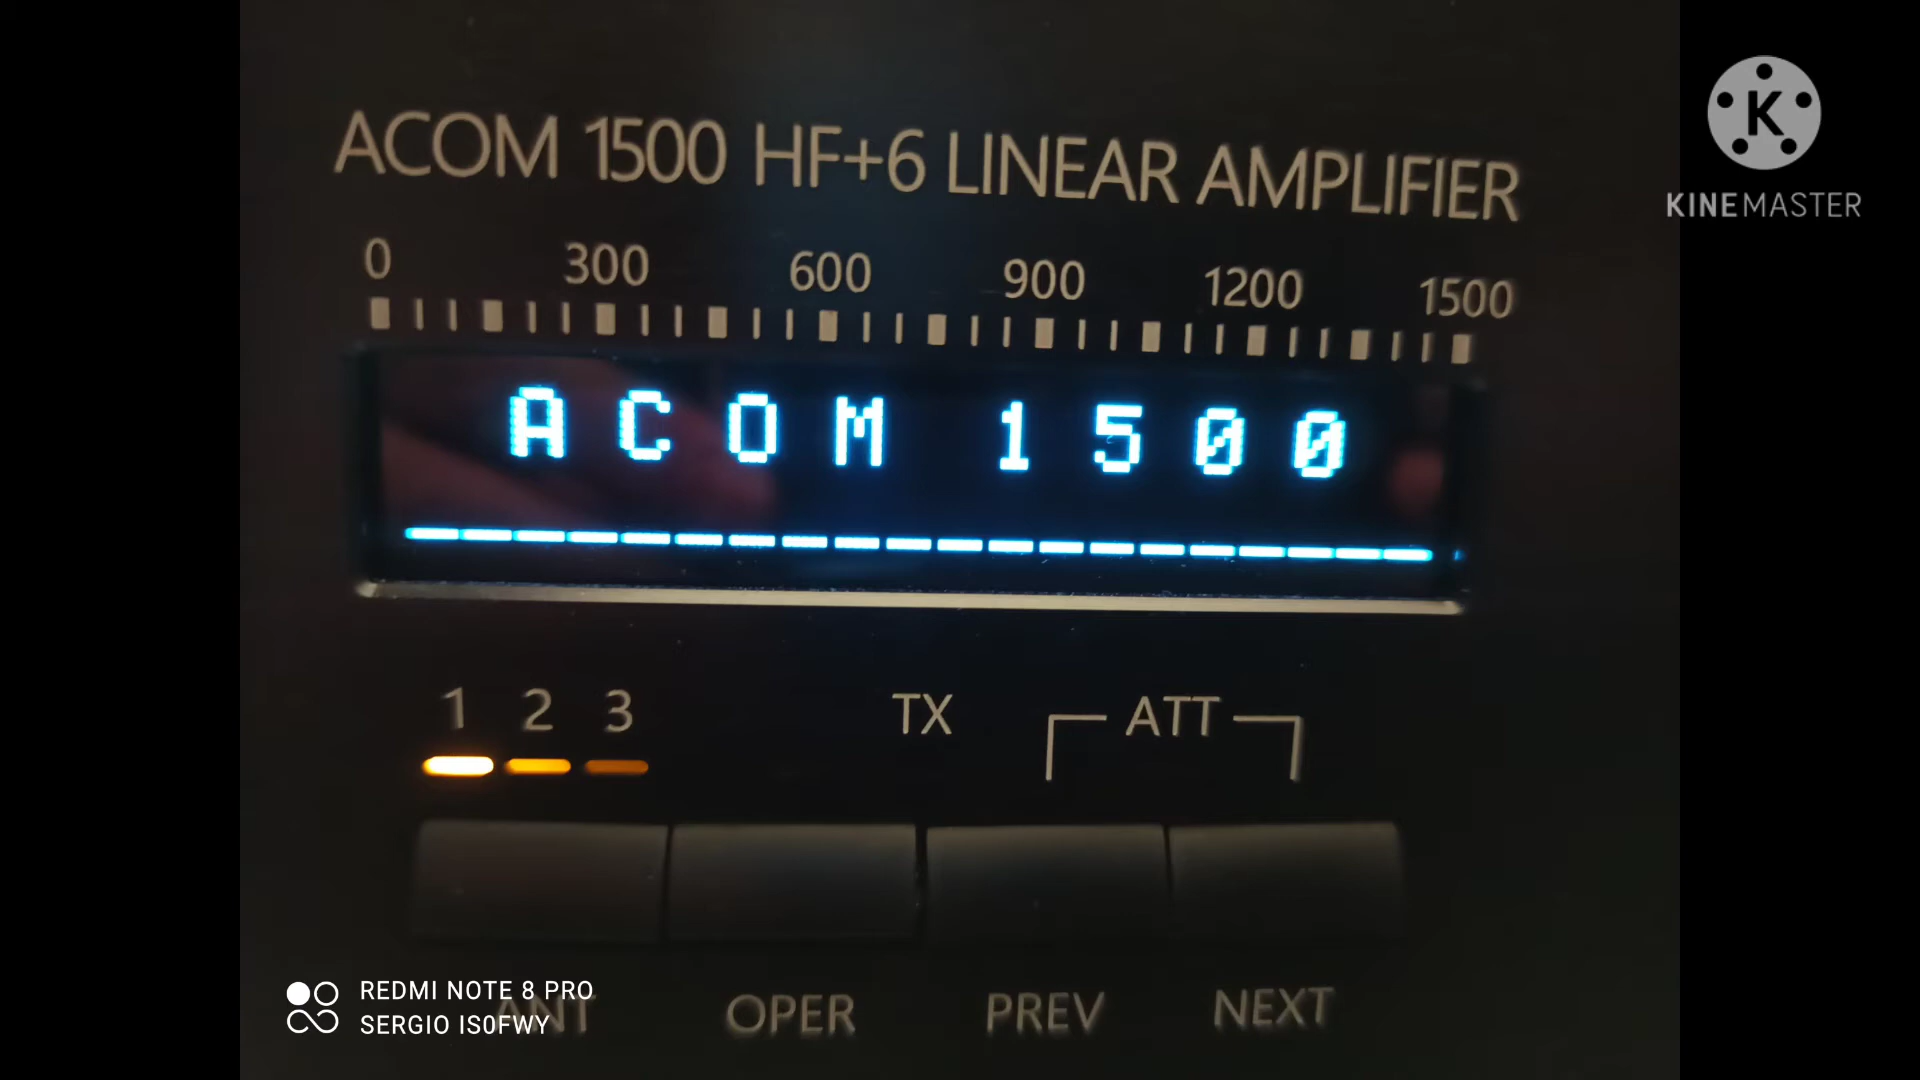 ACOM 1500 HF+6 LINEAR AMPLIFIER
K
KINEMASTER
0 300 600 900 1200 1500
ACOM 1500
1 2 3 TX ATT
ANT OPER PREV NEXT
REDMI NOTE 8 PRO
SERGIO IS0FWY